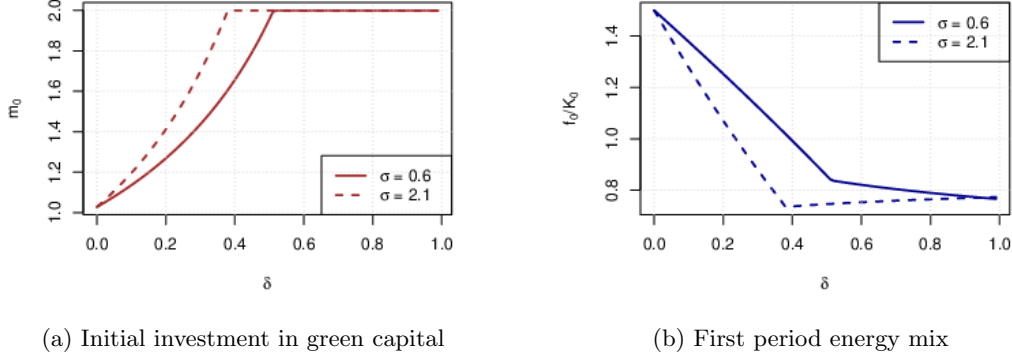 m₀
2.0
1.8
1.6
1.4
1.2
1.0
0.0 0.2 0.4 0.6 0.8 1.0
δ
σ = 0.6
σ = 2.1
(a) Initial investment in green capital
f₀/K₀
1.4
1.2
1.0
0.8
0.0 0.2 0.4 0.6 0.8 1.0
δ
σ = 0.6
σ = 2.1
(b) First period energy mix